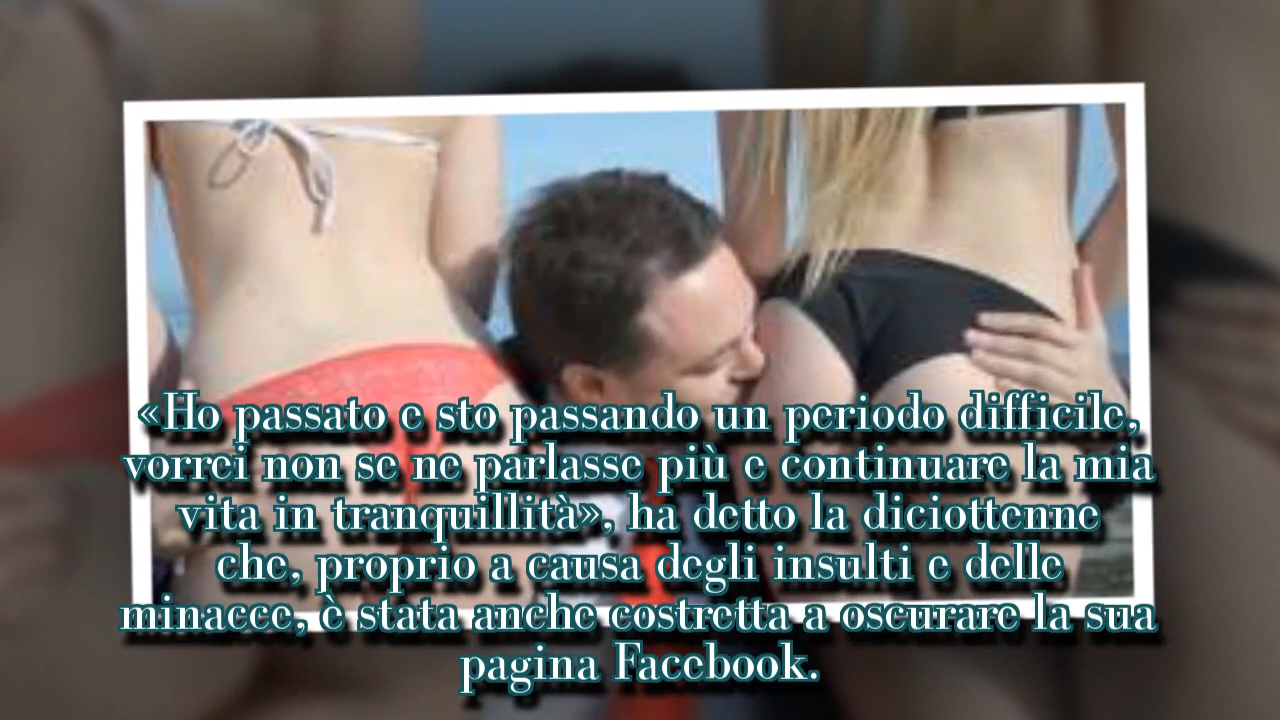 «Ho passato e sto passando un periodo difficile,
vorrei non se ne parlasse più e continuare la mia
vita in tranquillità», ha detto la diciottenne
che, proprio a causa degli insulti e delle
minacce, è stata anche costretta a oscurare la sua
pagina Facebook.